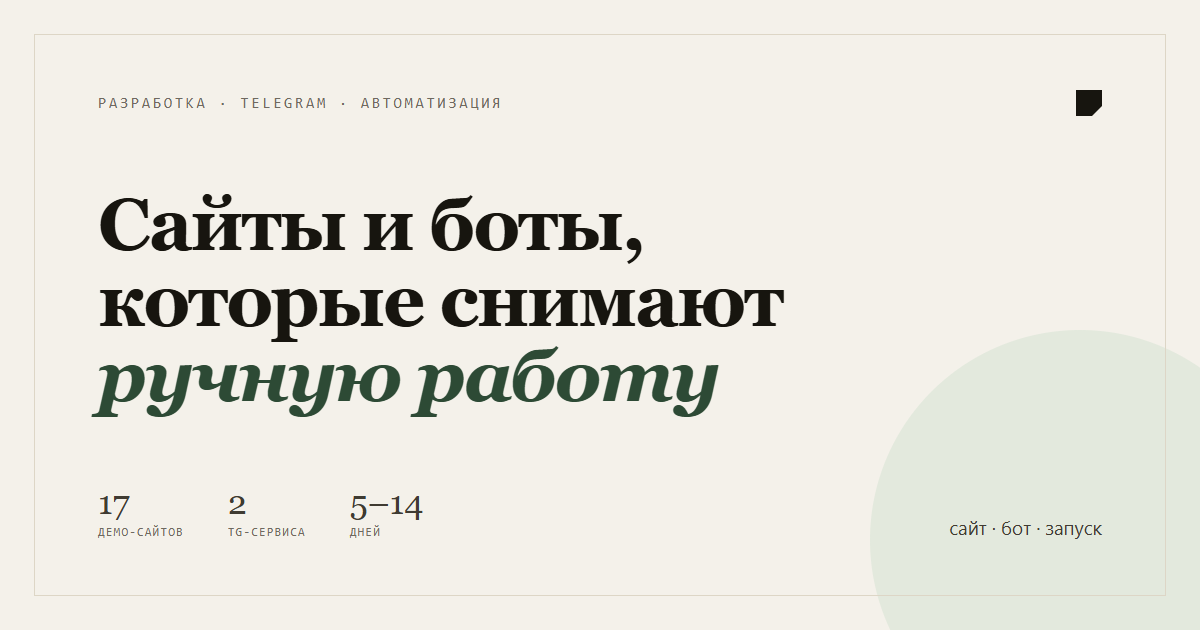 РАЗРАБОТКА · TELEGRAM · АВТОМАТИЗАЦИЯ
Сайты и боты,
которые снимают
ручную работу
17
ДЕМО-САЙТОВ
2
TG-СЕРВИСА
5–14
ДНЕЙ
сайт · бот · запуск